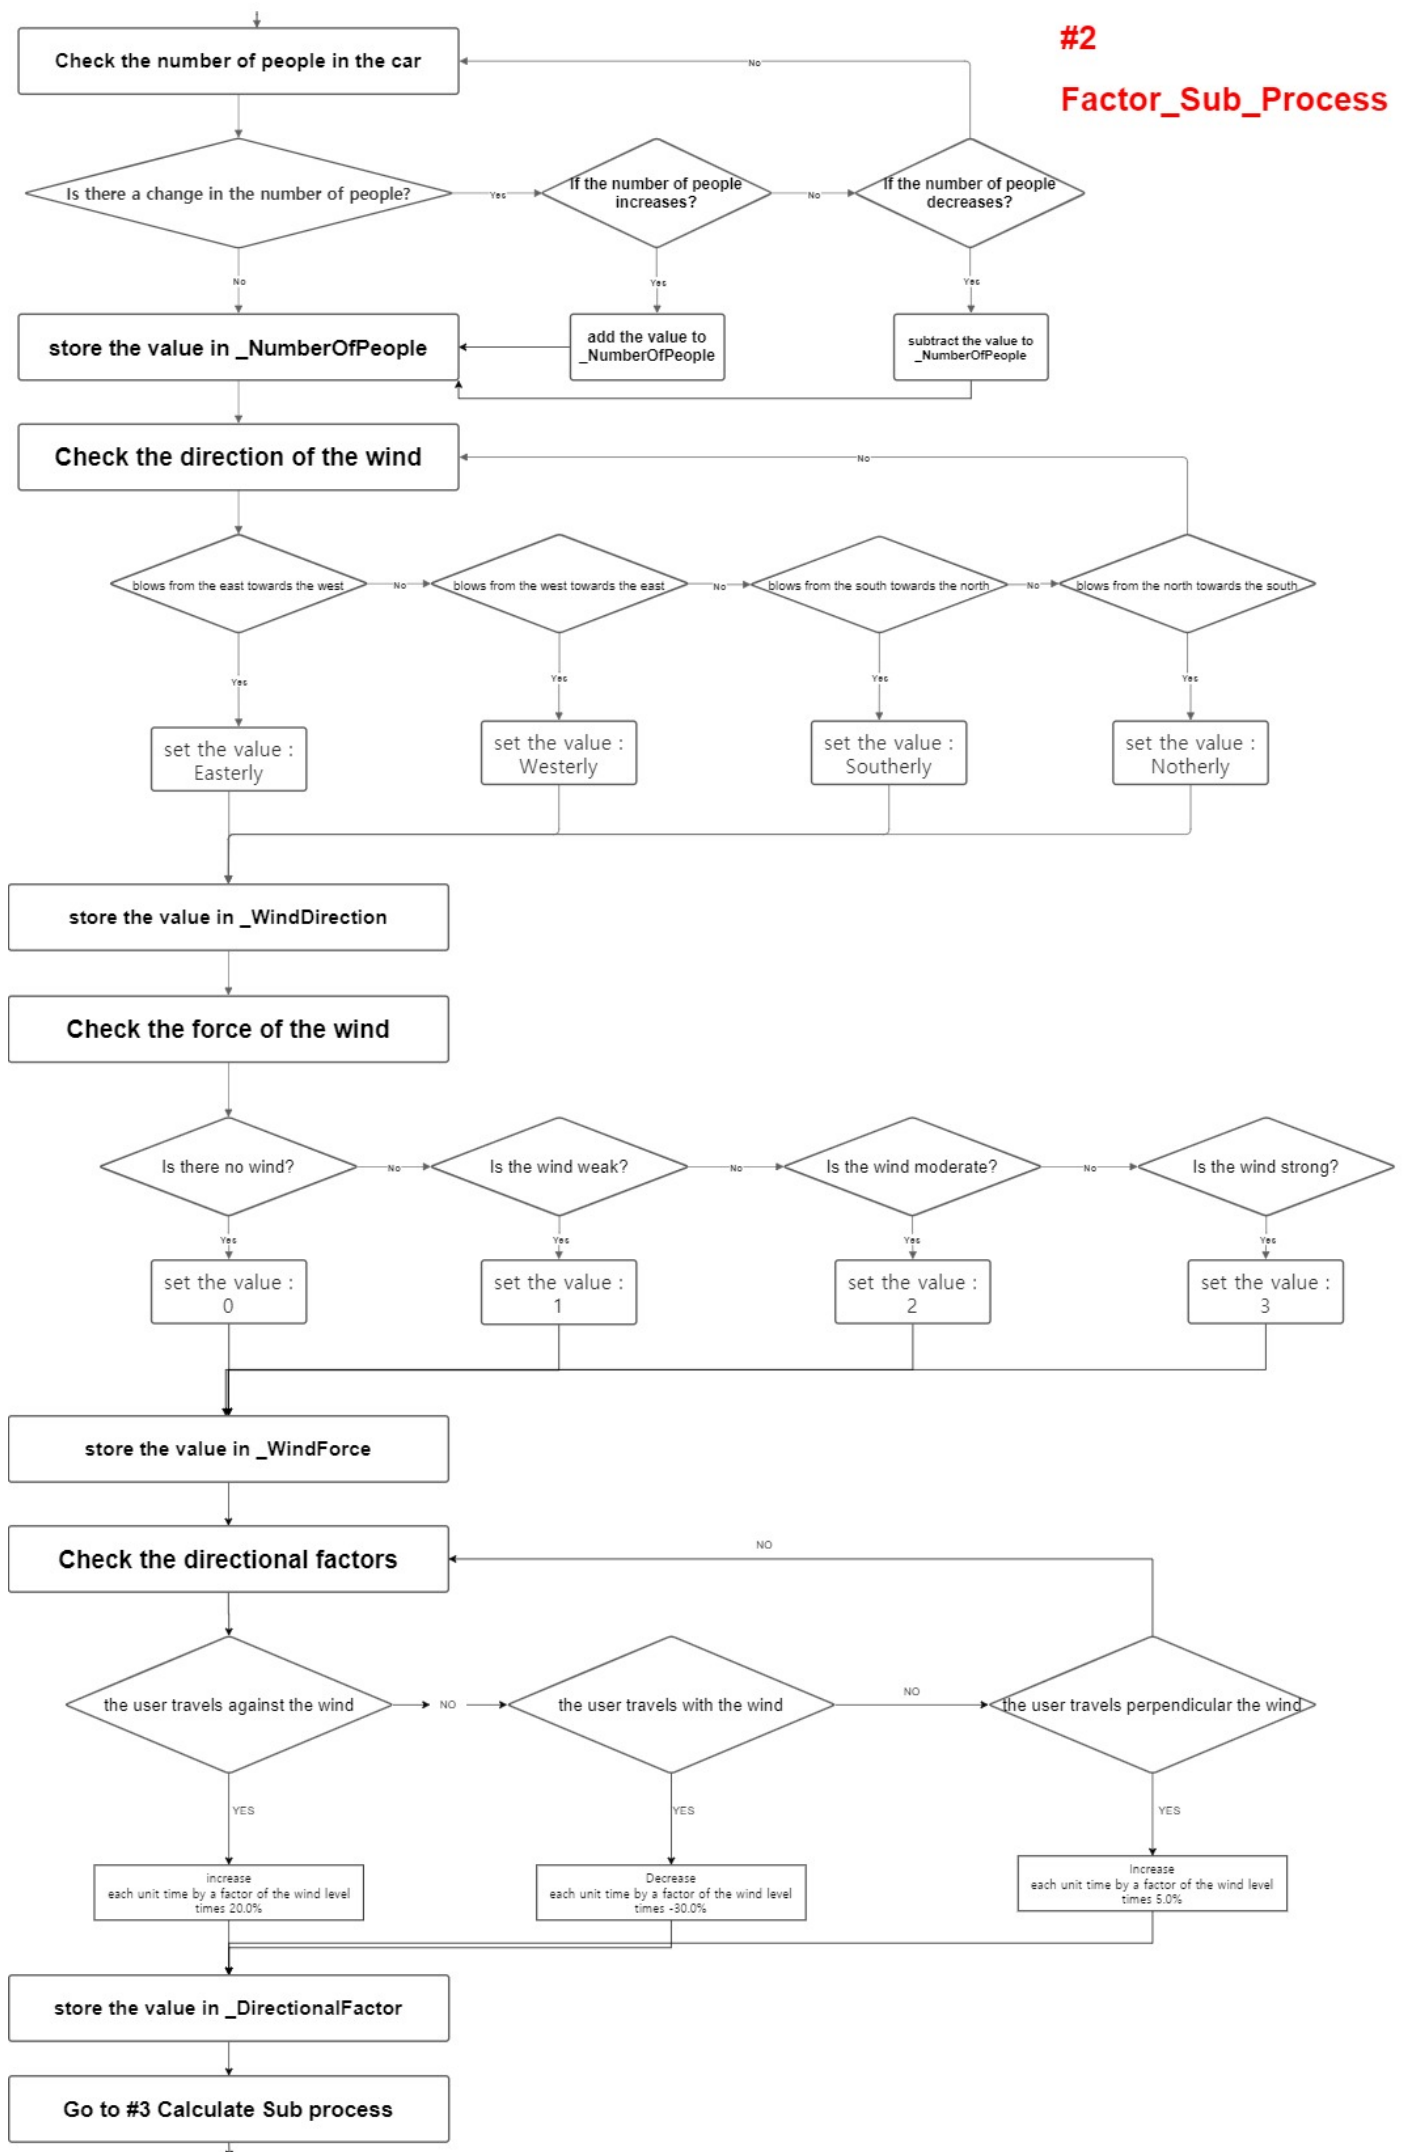 #2
Factor_Sub_Process
Check the number of people in the car
No
Is there a change in the number of people?
Yes
If the number of people
increases?
No
If the number of people
decreases?
No
Yes
Yes
store the value in _NumberOfPeople
add the value to
_NumberOfPeople
subtract the value to
_NumberOfPeople
Check the direction of the wind
No
blows from the east towards the west
No
blows from the west towards the east
No
blows from the south towards the north
No
blows from the north towards the south
Yes
Yes
Yes
Yes
set the value :
Easterly
set the value :
Westerly
set the value :
Southerly
set the value :
Notherly
store the value in _WindDirection
Check the force of the wind
Is there no wind?
No
Is the wind weak?
No
Is the wind moderate?
No
Is the wind strong?
Yes
Yes
Yes
Yes
set the value :
0
set the value :
1
set the value :
2
set the value :
3
store the value in _WindForce
Check the directional factors
NO
the user travels against the wind
NO
the user travels with the wind
NO
the user travels perpendicular the wind
YES
YES
YES
increase
each unit time by a factor of the wind level
times 20.0%
Decrease
each unit time by a factor of the wind level
times -30.0%
Increase
each unit time by a factor of the wind level
times 5.0%
store the value in _DirectionalFactor
Go to #3 Calculate Sub process